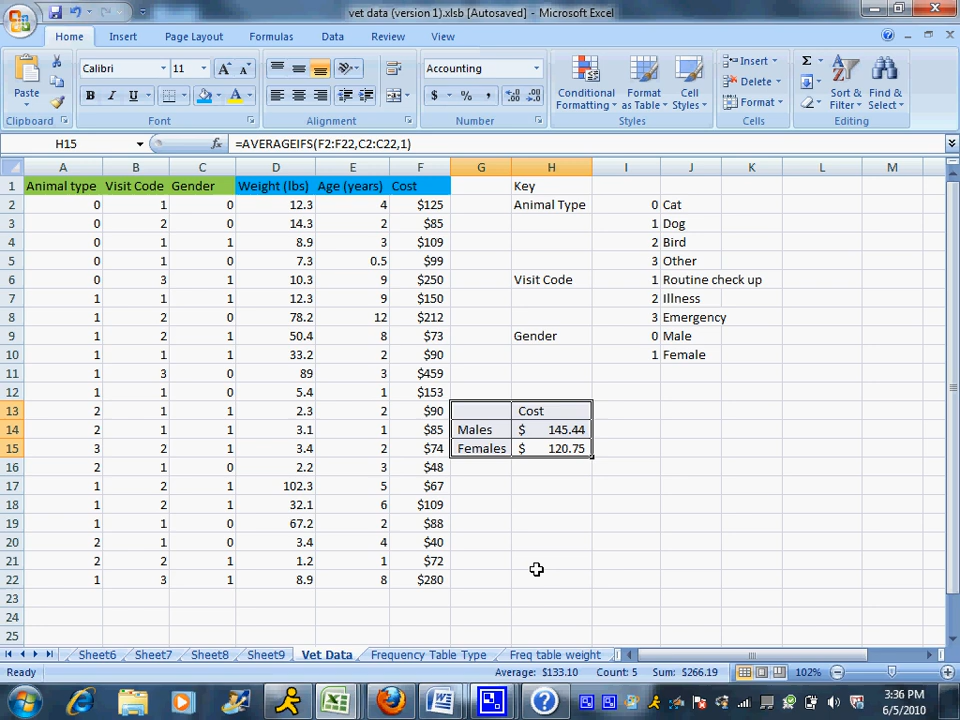 vet data (version 1).xlsb [Autosaved] - Microsoft Excel
Home Insert Page Layout Formulas Data Review View
Paste Calibri 11 A A Accounting Conditional Formatting Format as Table Cell Styles Insert Delete Format Σ Sort & Filter Find & Select
B I U A $ % ,
Clipboard Font Alignment Number Styles Cells Editing
H15 fx =AVERAGEIFS(F2:F22,C2:C22,1)
A B C D E F G H I J K L M
1 Animal type Visit Code Gender Weight (lbs) Age (years) Cost Key
2 0 1 0 12.3 4 $125 Animal Type 0 Cat
3 0 2 0 14.3 2 $85 1 Dog
4 0 1 1 8.9 3 $109 2 Bird
5 0 1 0 7.3 0.5 $99 3 Other
6 0 3 1 10.3 9 $250 Visit Code 1 Routine check up
7 1 1 1 12.3 9 $150 2 Illness
8 1 2 0 78.2 12 $212 3 Emergency
9 1 2 1 50.4 8 $73 Gender 0 Male
10 1 1 1 33.2 2 $90 1 Female
11 1 3 0 89 3 $459
12 1 1 0 5.4 1 $153
13 2 1 1 2.3 2 $90 Cost
14 2 1 1 3.1 1 $85 Males $ 145.44
15 3 2 1 3.4 2 $74 Females $ 120.75
16 2 1 0 2.2 3 $48
17 1 2 1 102.3 5 $67
18 1 2 1 32.1 6 $109
19 1 1 0 67.2 2 $88
20 2 1 0 3.4 4 $40
21 2 2 1 1.2 1 $72
22 1 3 1 8.9 8 $280
23
24
25
Sheet6 Sheet7 Sheet8 Sheet9 Vet Data Frequency Table Type Freq table weight
Ready Average: $133.10 Count: 5 Sum: $266.19 102%
3:36 PM
6/5/2010